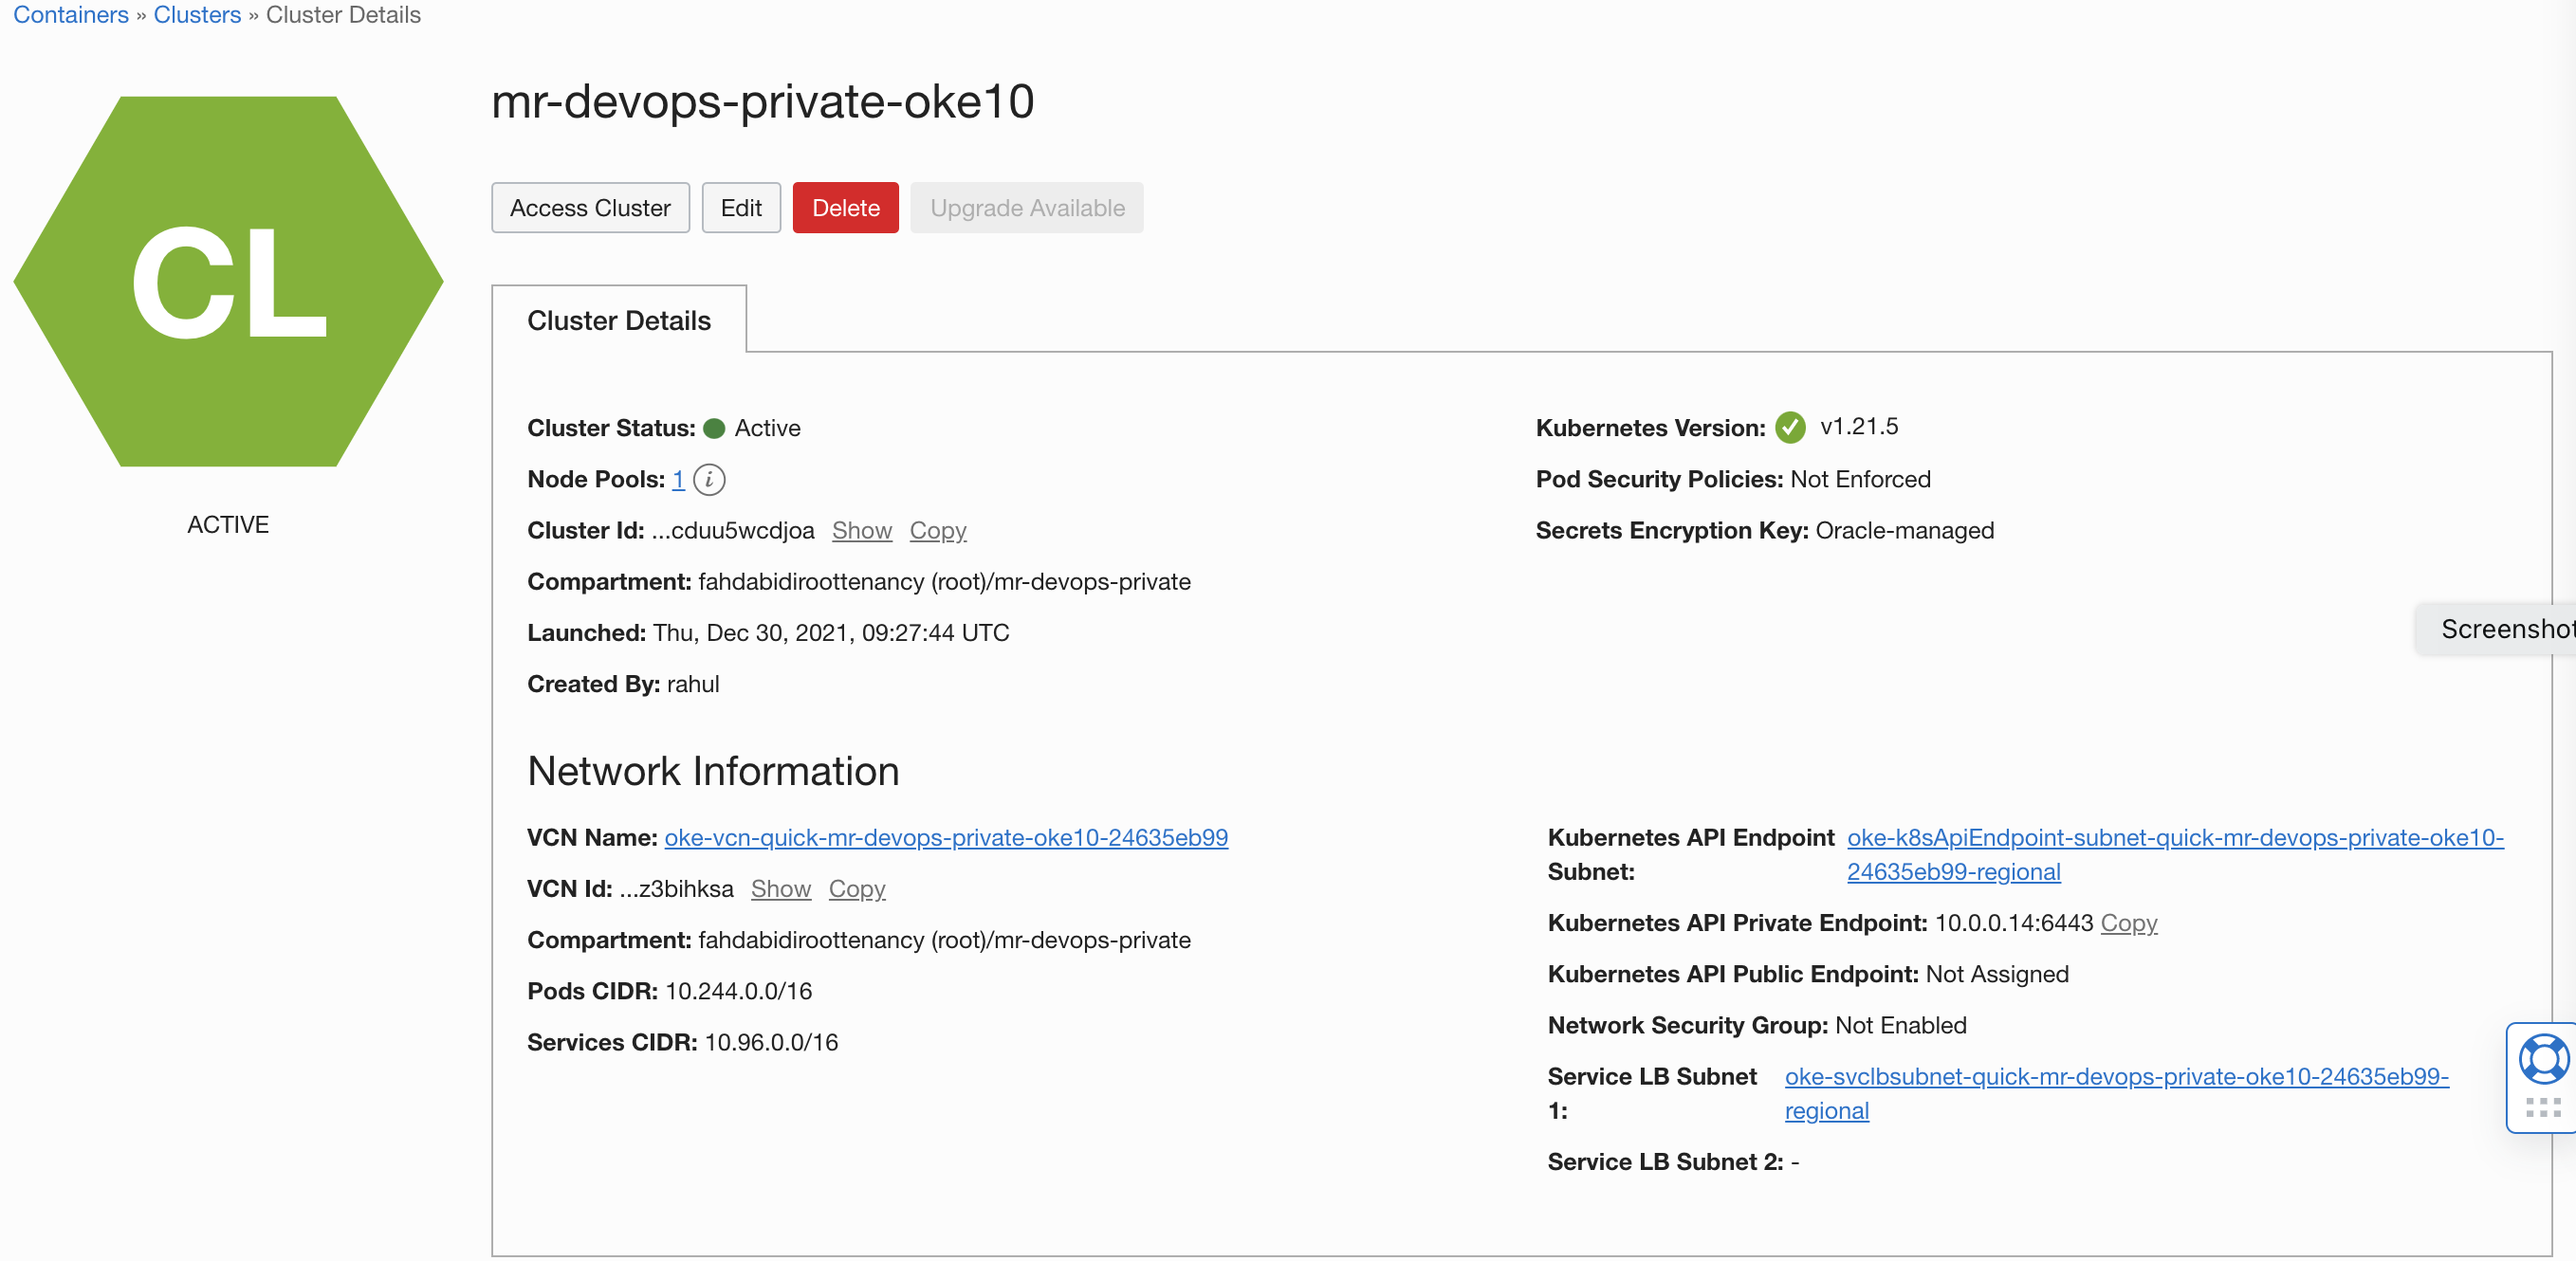 Containers » Clusters » Cluster Details
CL
ACTIVE
mr-devops-private-oke10
Access Cluster
Edit
Delete
Upgrade Available
Cluster Details
Cluster Status: Active
Node Pools: 1 i
Cluster Id: ...cduu5wcdjoa Show Copy
Compartment: fahdabidiroottenancy (root)/mr-devops-private
Launched: Thu, Dec 30, 2021, 09:27:44 UTC
Created By: rahul
Kubernetes Version: v1.21.5
Pod Security Policies: Not Enforced
Secrets Encryption Key: Oracle-managed
Screenshot
Network Information
VCN Name: oke-vcn-quick-mr-devops-private-oke10-24635eb99
VCN Id: ...z3bihksa Show Copy
Compartment: fahdabidiroottenancy (root)/mr-devops-private
Pods CIDR: 10.244.0.0/16
Services CIDR: 10.96.0.0/16
Kubernetes API Endpoint oke-k8sApiEndpoint-subnet-quick-mr-devops-private-oke10-
Subnet: 24635eb99-regional
Kubernetes API Private Endpoint: 10.0.0.14:6443 Copy
Kubernetes API Public Endpoint: Not Assigned
Network Security Group: Not Enabled
Service LB Subnet oke-svclbsubnet-quick-mr-devops-private-oke10-24635eb99-
1: regional
Service LB Subnet 2: -